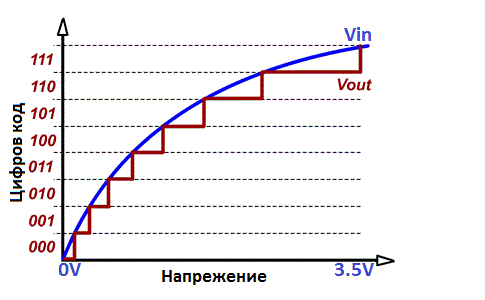 Vin
111
110
Vout
101
100
011
010
001
000
Цифров код
0V
Напрежение
3.5V